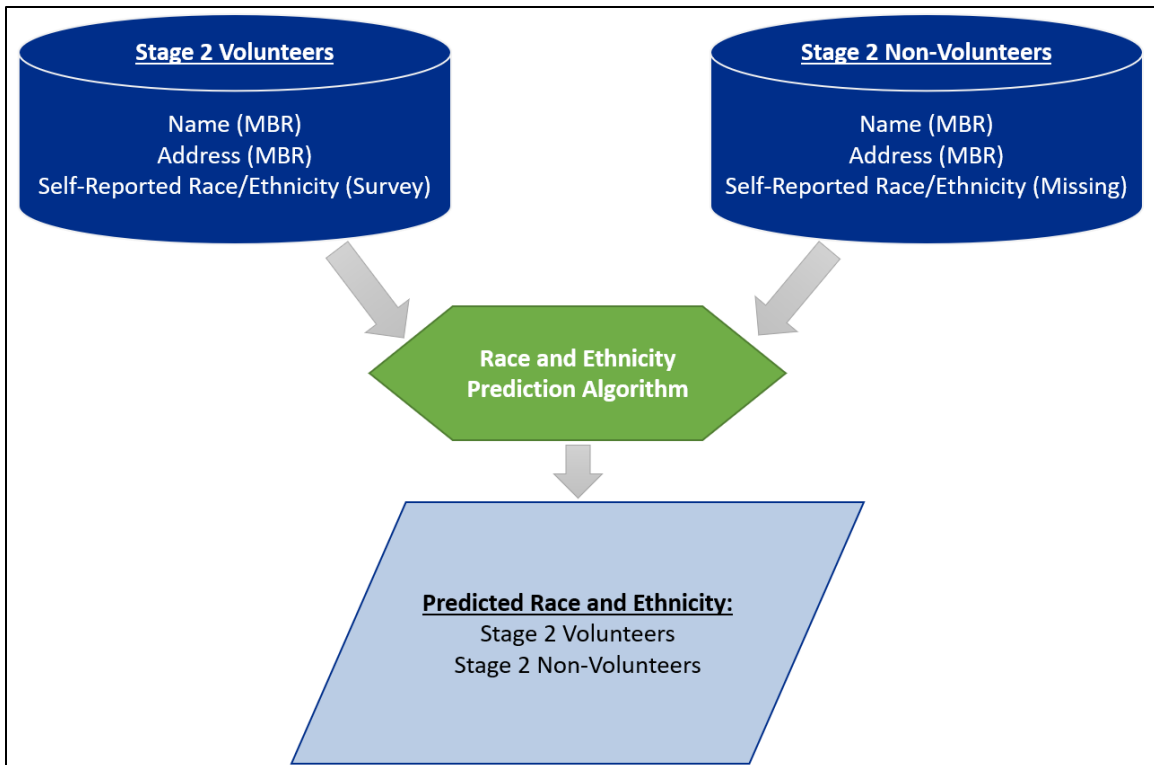 Stage 2 Volunteers
Name (MBR)
Address (MBR)
Self-Reported Race/Ethnicity (Survey)
Stage 2 Non-Volunteers
Name (MBR)
Address (MBR)
Self-Reported Race/Ethnicity (Missing)
Race and Ethnicity
Prediction Algorithm
Predicted Race and Ethnicity:
Stage 2 Volunteers
Stage 2 Non-Volunteers